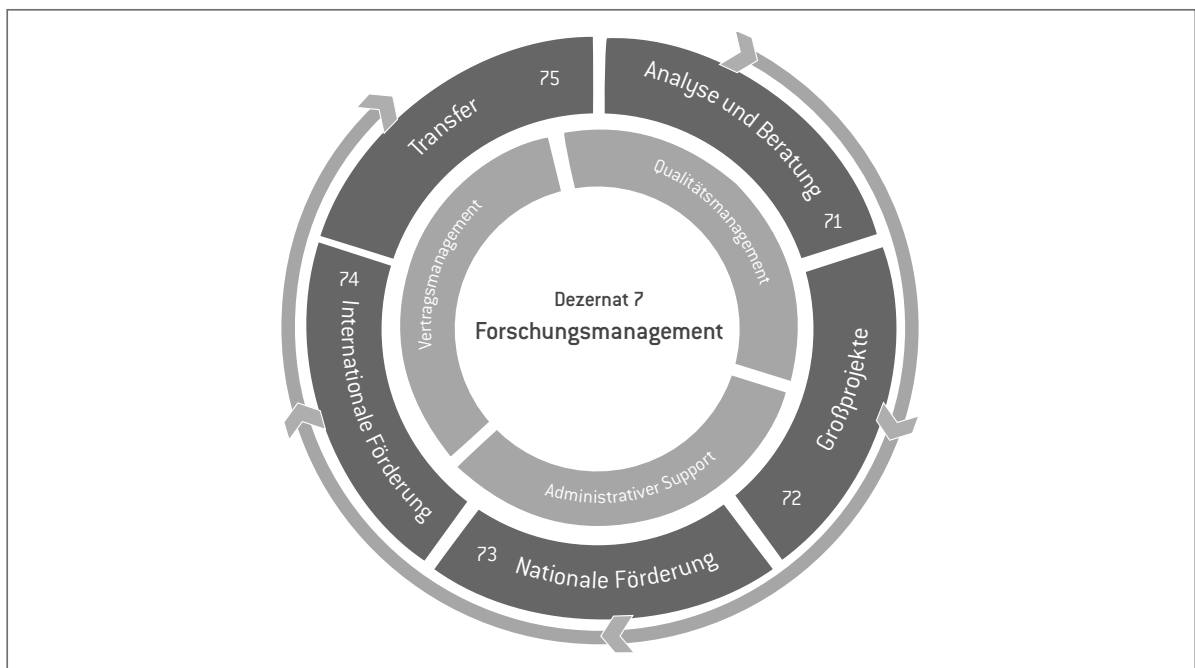 Dezernat 7
Forschungsmanagement
Analyse und Beratung
71
Großprojekte
72
Nationale Förderung
73
Internationale Förderung
74
Transfer
75
Qualitätsmanagement
Administrativer Support
Vertragsmanagement